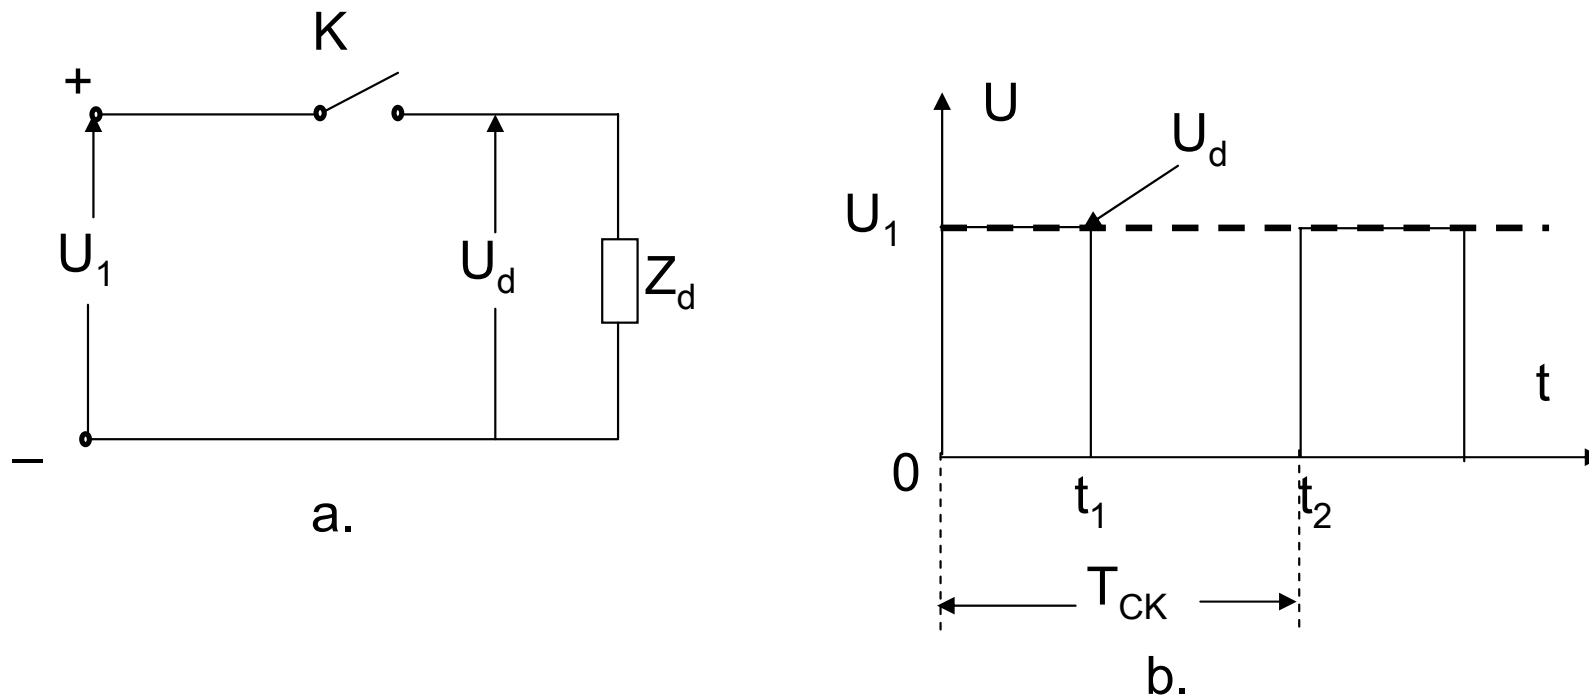 K
+
U1
Ud
Zd
–
a.
U
Ud
U1
t
0
t1
t2
TCK
b.